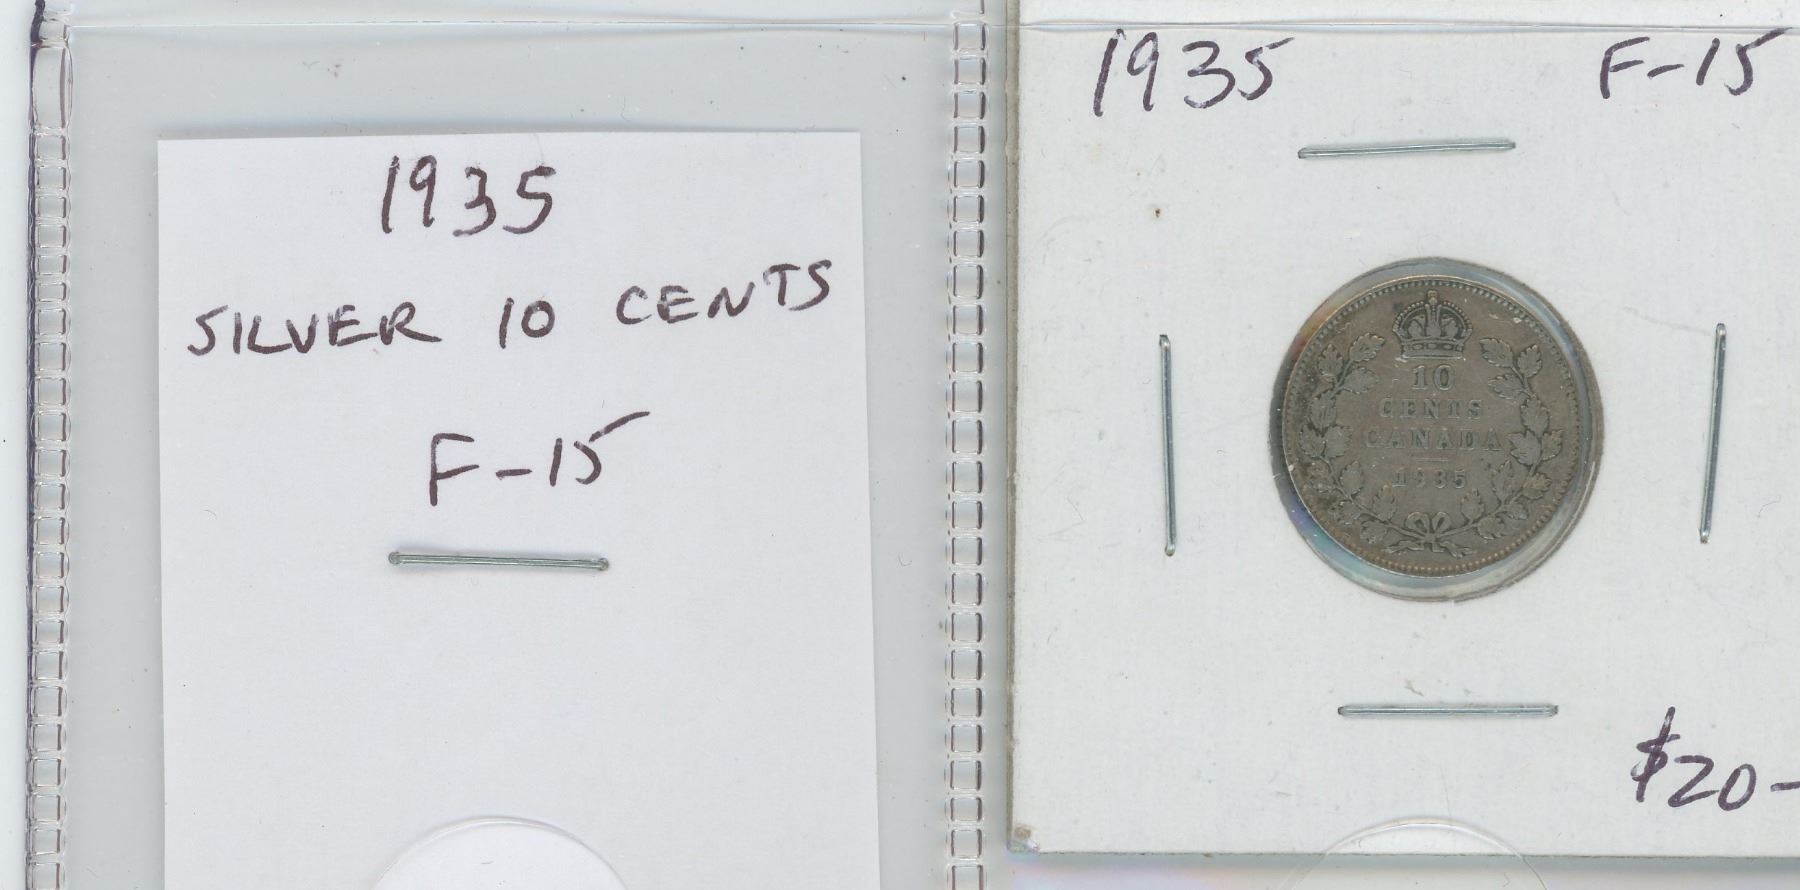 1935
SILVER 10 CENTS
F-15
1935 F-15
10
CENTS
CANADA
1935
$20-